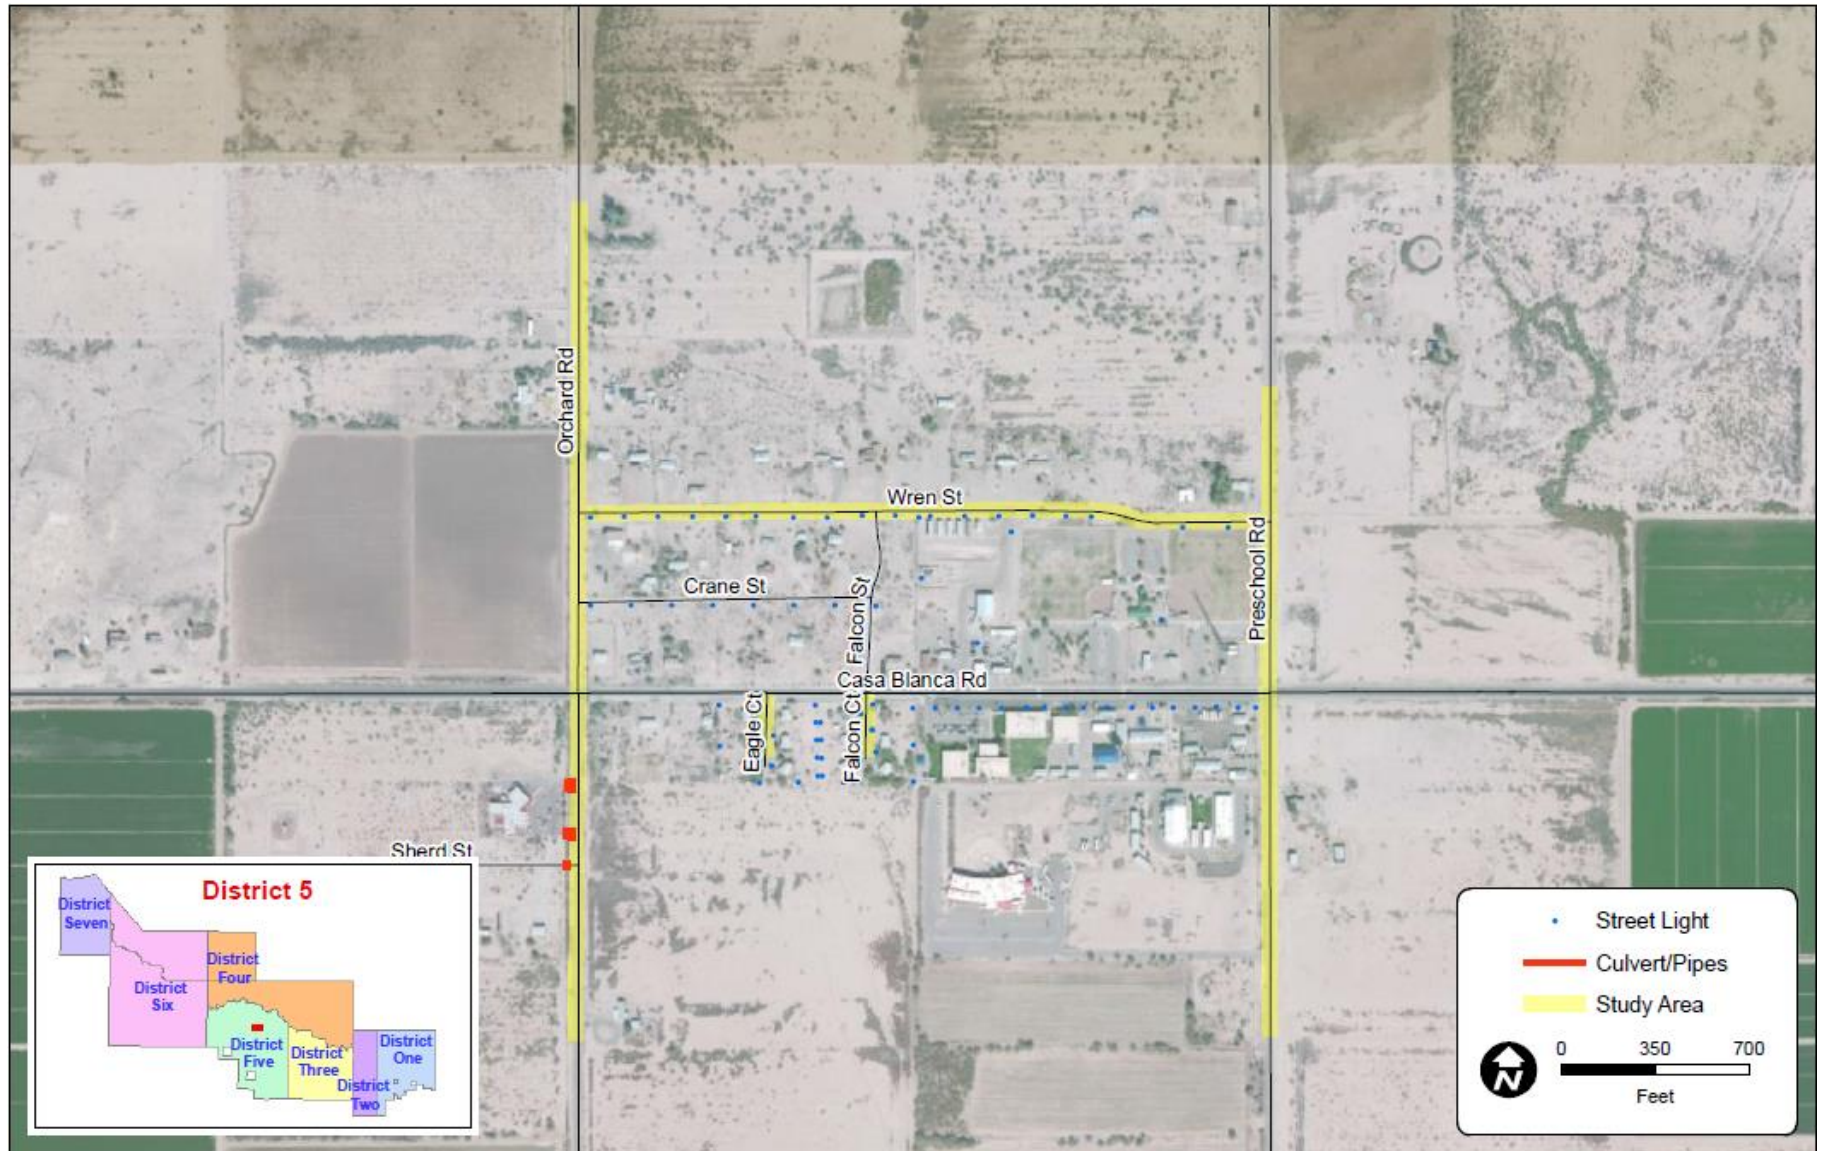 Orchard Rd
Wren St
Crane St
Falcon St
Preschool Rd
Casa Blanca Rd
Eagle Ct
Falcon Ct
Sherd St
District 5
District
Seven
District
Four
District
Six
District
Five
District
Three
District
Two
District
One
Street Light
Culvert/Pipes
Study Area
N
0 350 700
Feet